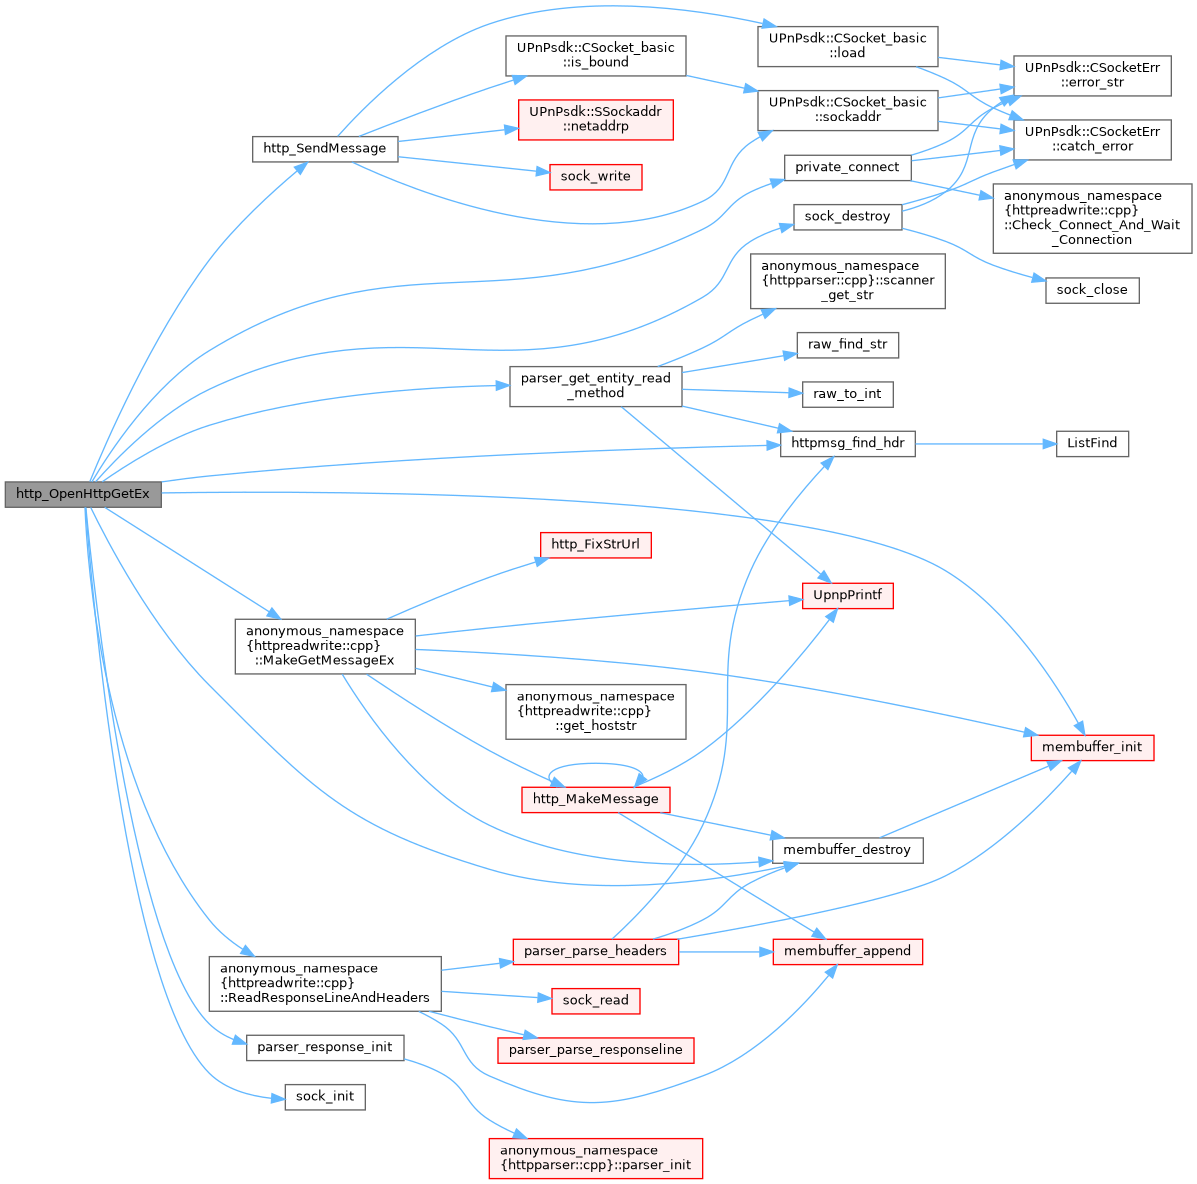 UPnPsdk::CSocket_basic
::load
UPnPsdk::CSocket_basic
::is_bound
UPnPsdk::CSocketErr
::error_str
UPnPsdk::SSockaddr
::netaddrp
UPnPsdk::CSocket_basic
::sockaddr
UPnPsdk::CSocketErr
::catch_error
http_SendMessage
sock_write
private_connect
anonymous_namespace
{httpreadwrite::cpp}
::Check_Connect_And_Wait
_Connection
sock_destroy
anonymous_namespace
{httpparser::cpp}::scanner
_get_str
sock_close
raw_find_str
parser_get_entity_read
_method
raw_to_int
httpmsg_find_hdr
ListFind
http_OpenHttpGetEx
http_FixStrUrl
UpnpPrintf
anonymous_namespace
{httpreadwrite::cpp}
::MakeGetMessageEx
anonymous_namespace
{httpreadwrite::cpp}
::get_hoststr
membuffer_init
http_MakeMessage
membuffer_destroy
parser_parse_headers
membuffer_append
anonymous_namespace
{httpreadwrite::cpp}
::ReadResponseLineAndHeaders
sock_read
parser_response_init
parser_parse_responseline
sock_init
anonymous_namespace
{httpparser::cpp}::parser_init